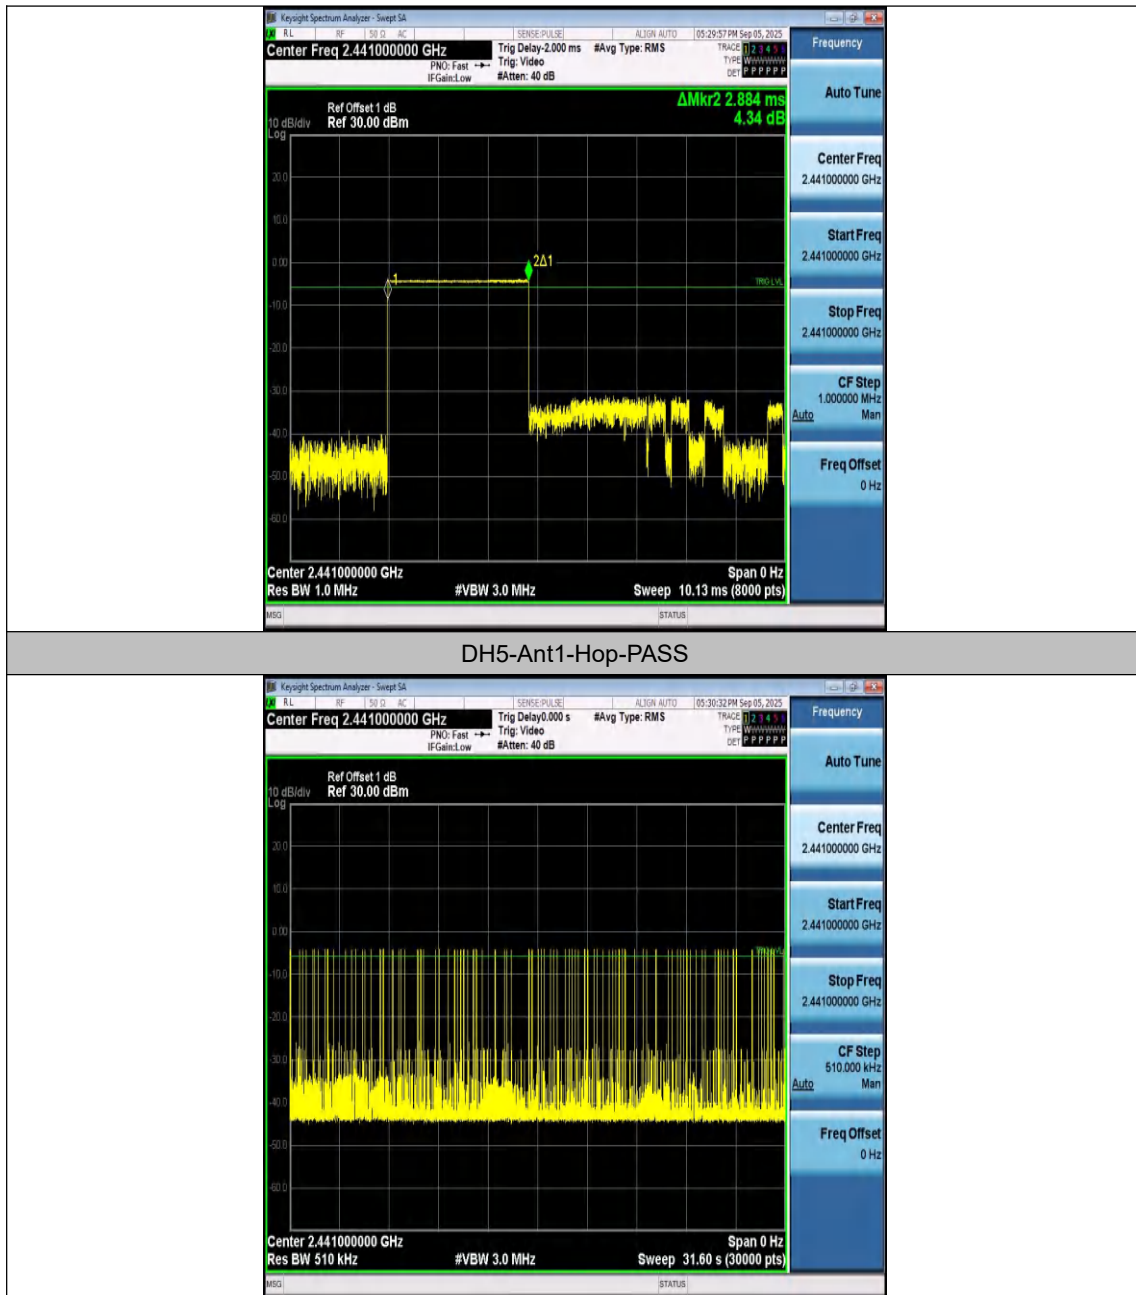 Keysight Spectrum Analyzer - Swept SA
RL RF 50 Ω AC SENSE:PULSE ALIGN AUTO 05:29:57 PM Sep 05, 2025
Center Freq 2.441000000 GHz
PNO: Fast
IFGain:Low
Trig Delay-2.000 ms
Trig: Video
#Atten: 40 dB
#Avg Type: RMS
TRACE 1 2 3 4 5 6
TYPE WWWWWW
DET P P P P P P
Frequency
Auto Tune
Center Freq
2.441000000 GHz
Start Freq
2.441000000 GHz
Stop Freq
2.441000000 GHz
CF Step
1.000000 MHz
Auto Man
Freq Offset
0 Hz
ΔMkr2 2.884 ms
4.34 dB
Ref Offset 1 dB
10 dB/div Ref 30.00 dBm
Log
20.0
10.0
0.00
2Δ1
1
TRIG LVL
-10.0
-20.0
-30.0
-40.0
-50.0
-60.0
Center 2.441000000 GHz Span 0 Hz
Res BW 1.0 MHz #VBW 3.0 MHz Sweep 10.13 ms (8000 pts)
MSG STATUS
DH5-Ant1-Hop-PASS
Keysight Spectrum Analyzer - Swept SA
RL RF 50 Ω AC SENSE:PULSE ALIGN AUTO 05:30:32 PM Sep 05, 2025
Center Freq 2.441000000 GHz
PNO: Fast
IFGain:Low
Trig Delay0.000 s
Trig: Video
#Atten: 40 dB
#Avg Type: RMS
TRACE 1 2 3 4 5 6
TYPE WWWWWW
DET P P P P P P
Frequency
Auto Tune
Center Freq
2.441000000 GHz
Start Freq
2.441000000 GHz
Stop Freq
2.441000000 GHz
CF Step
510.000 kHz
Auto Man
Freq Offset
0 Hz
Ref Offset 1 dB
10 dB/div Ref 30.00 dBm
Log
20.0
10.0
0.00
-10.0
-20.0
-30.0
-40.0
-50.0
-60.0
Center 2.441000000 GHz Span 0 Hz
Res BW 510 kHz #VBW 3.0 MHz Sweep 31.60 s (30000 pts)
MSG STATUS